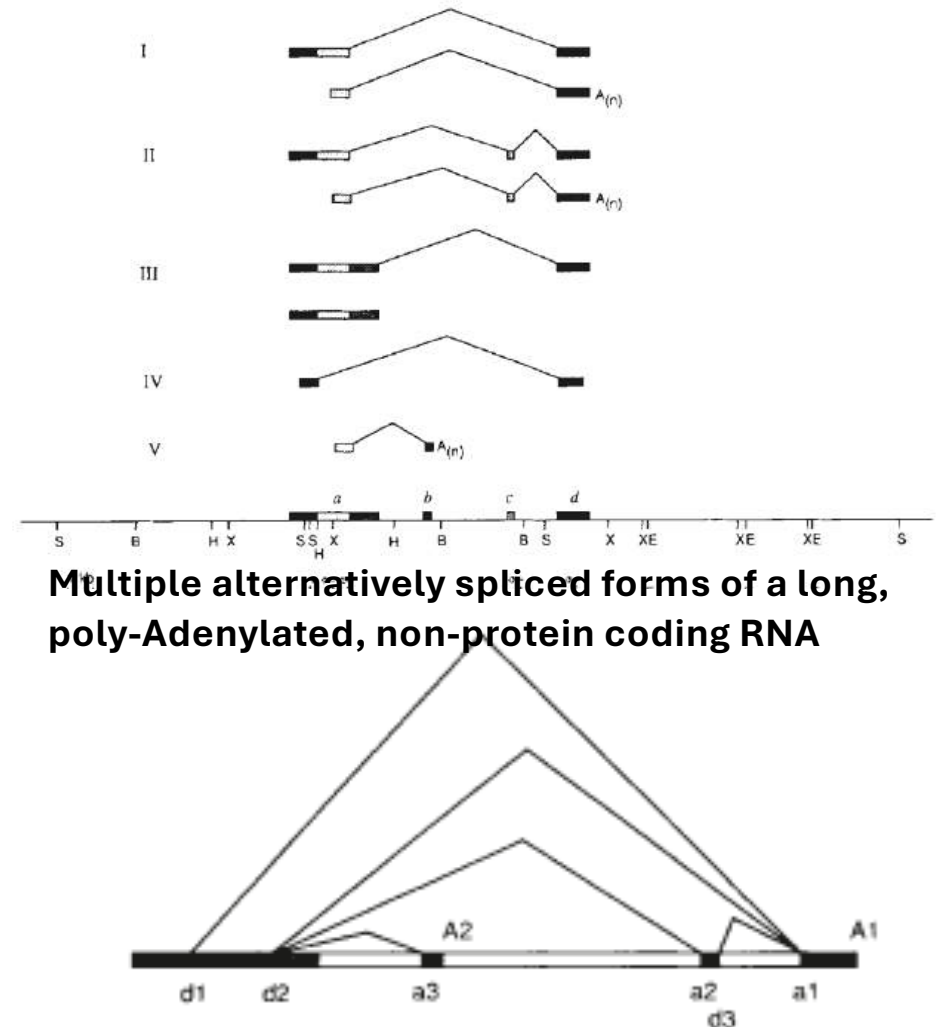 I
A(n)
II
A(n)
III
IV
V A(n)
a b c d
S B H X S S X H B B S X XE XE XE S
H
Multiple alternatively spliced forms of a long,
poly-Adenylated, non-protein coding RNA
A2 A1
d1 d2 a3 a2 a1
d3